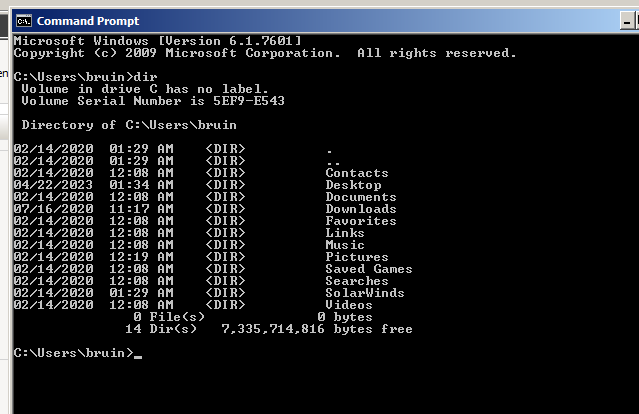 Command Prompt
Microsoft Windows [Version 6.1.7601]
Copyright (c) 2009 Microsoft Corporation.  All rights reserved.
C:\Users\bruin>dir
 Volume in drive C has no label.
 Volume Serial Number is 5EF9-E543
 Directory of C:\Users\bruin
02/14/2020  01:29 AM    <DIR>          .
02/14/2020  01:29 AM    <DIR>          ..
02/14/2020  12:08 AM    <DIR>          Contacts
04/22/2023  01:34 AM    <DIR>          Desktop
02/14/2020  12:08 AM    <DIR>          Documents
07/16/2020  11:17 AM    <DIR>          Downloads
02/14/2020  12:08 AM    <DIR>          Favorites
02/14/2020  12:08 AM    <DIR>          Links
02/14/2020  12:08 AM    <DIR>          Music
02/14/2020  12:19 AM    <DIR>          Pictures
02/14/2020  12:08 AM    <DIR>          Saved Games
02/14/2020  12:08 AM    <DIR>          Searches
02/14/2020  01:29 AM    <DIR>          SolarWinds
02/14/2020  12:08 AM    <DIR>          Videos
               0 File(s)              0 bytes
              14 Dir(s)   7,335,714,816 bytes free
C:\Users\bruin>_